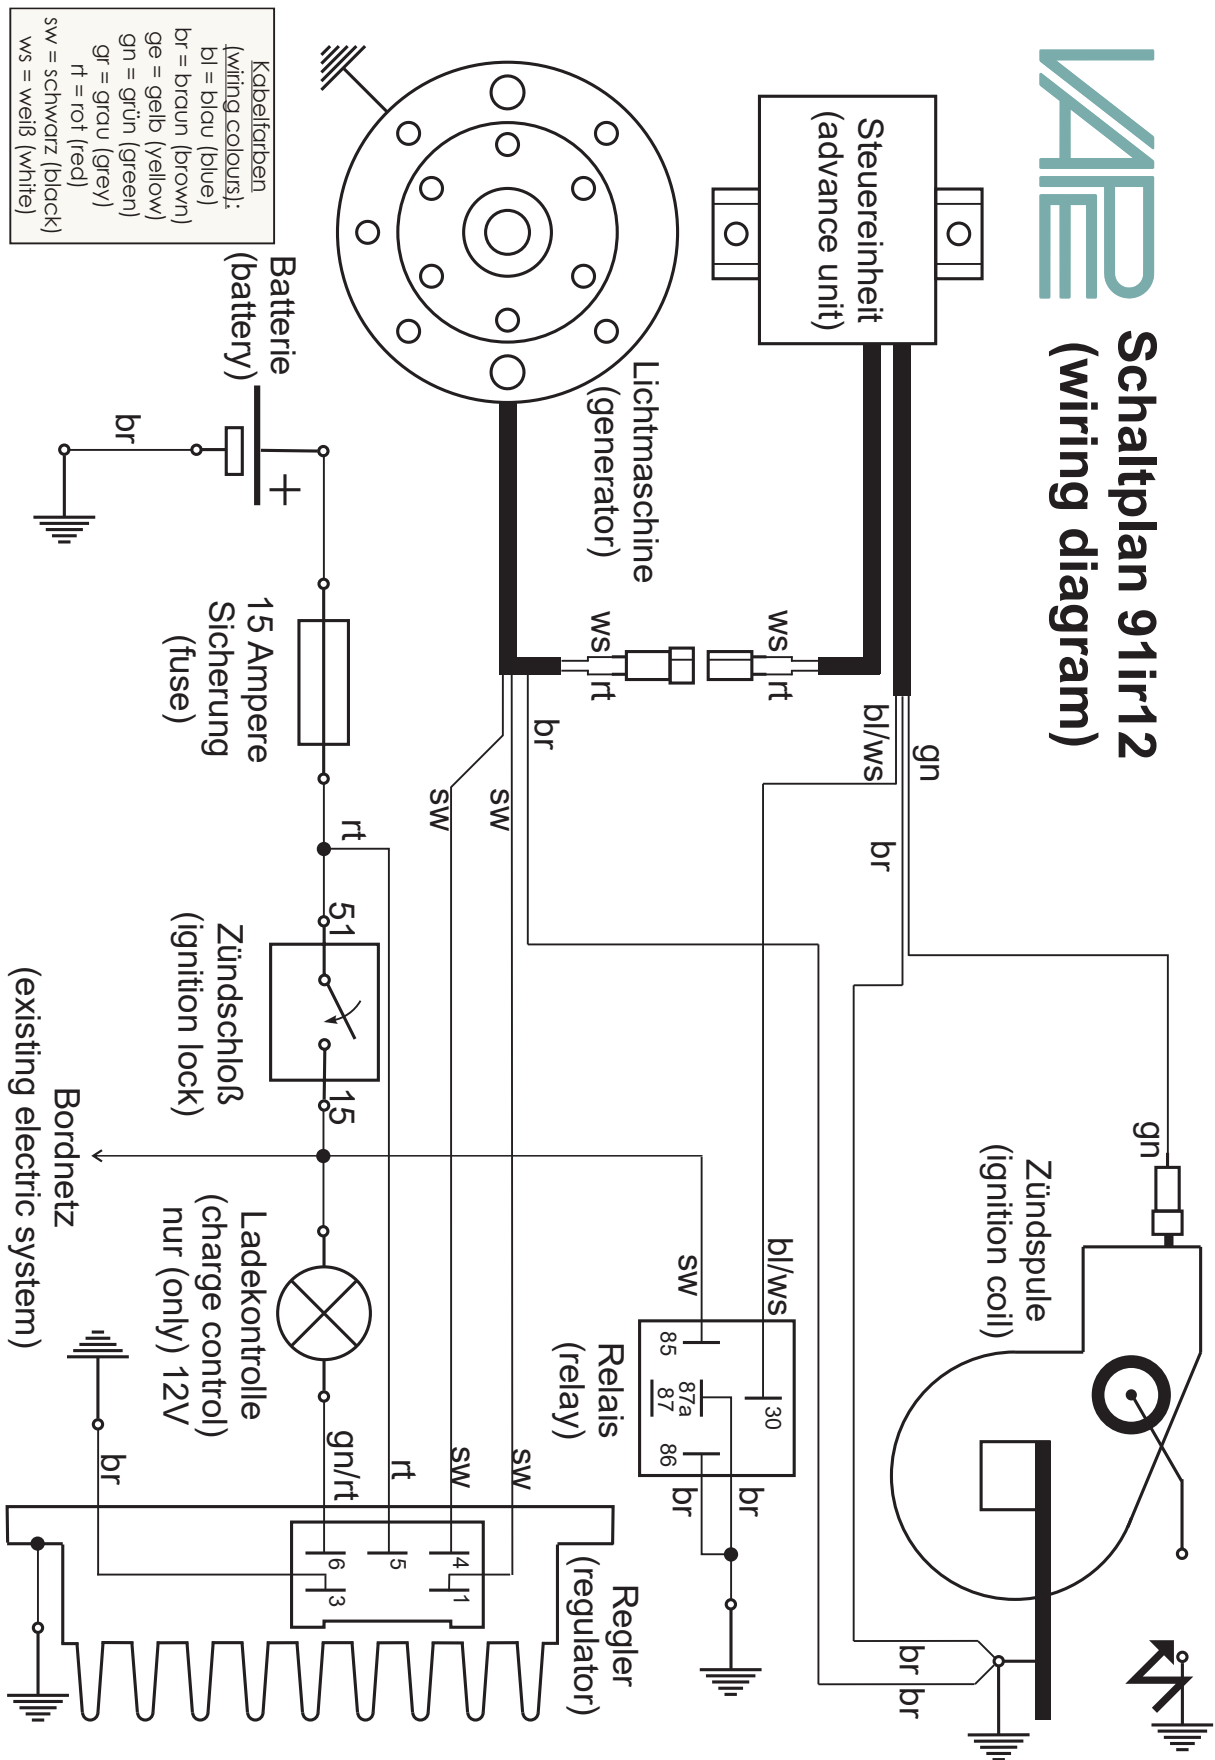 VAPE
Schaltplan 91ir12
(wiring diagram)
Steuereinheit
(advance unit)
Lichtmaschine
(generator)
ws
rt
ws
rt
bl/ws
gn
br
br
sw
sw
gn
Zündspule
(ignition coil)
bl/ws
sw
85
87a
87
30
86
Relais
(relay)
br
br
br
br
Kabelfarben
(wiring colours):
bl = blau (blue)
br = braun (brown)
ge = gelb (yellow)
gn = grün (green)
gr = grau (grey)
rt = rot (red)
sw = schwarz (black)
ws = weiß (white)
Batterie
(battery)
+
br
15 Ampere
Sicherung
(fuse)
rt
51
15
Zündschloß
(ignition lock)
Bordnetz
(existing electric system)
Ladekontrolle
(charge control)
nur (only) 12V
gn/rt
rt
sw
sw
br
6
5
4
3
1
Regler
(regulator)